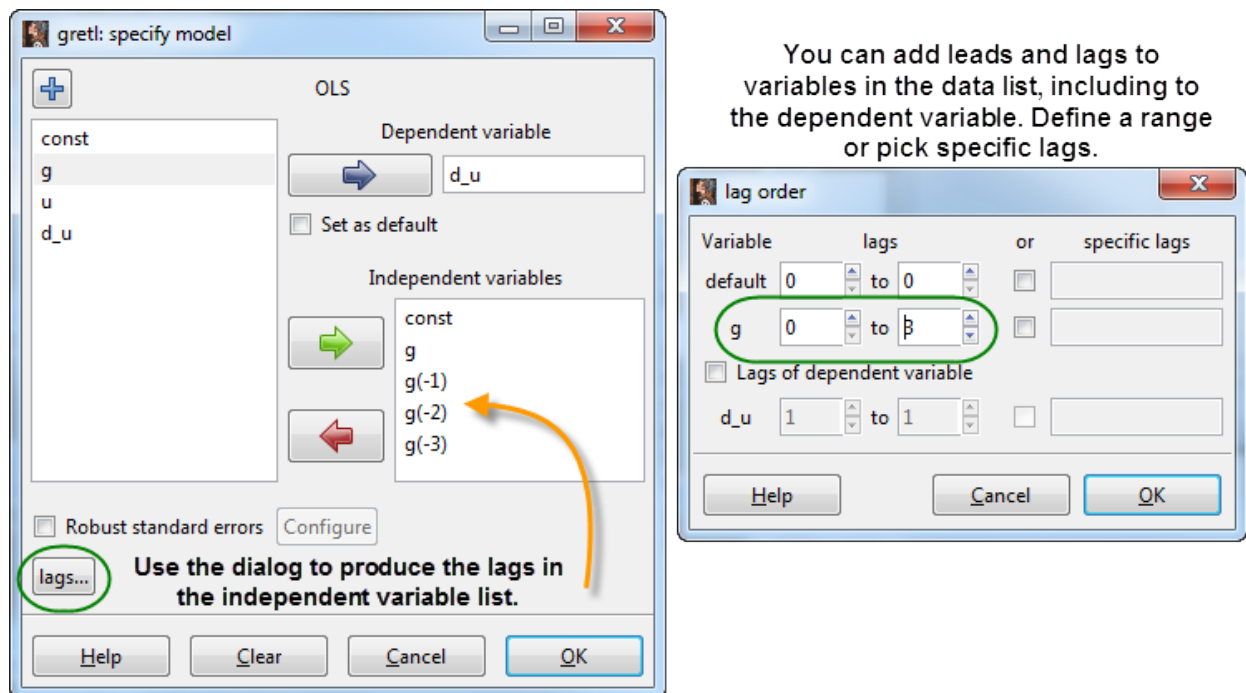 gretl: specify model
OLS
const
g
u
d_u
Dependent variable
d_u
Set as default
Independent variables
const
g
g(-1)
g(-2)
g(-3)
Robust standard errors
Configure
lags...
Use the dialog to produce the lags in
the independent variable list.
Help
Clear
Cancel
OK
You can add leads and lags to
variables in the data list, including to
the dependent variable. Define a range
or pick specific lags.
lag order
Variable lags or specific lags
default 0 to 0
g 0 to 3
Lags of dependent variable
d_u 1 to 1
Help
Cancel
OK